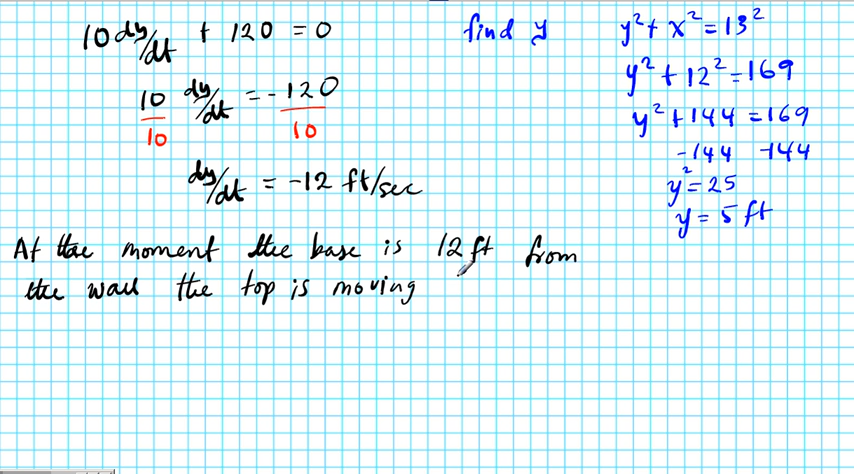 10 dy/dt + 120 = 0
10/10 dy/dt = -120/10
dy/dt = -12 ft/sec
find y
y² + x² = 13²
y² + 12² = 169
y² + 144 = 169
-144 -144
y² = 25
y = 5 ft
At the moment the base is 12 ft from
the wall the top is moving